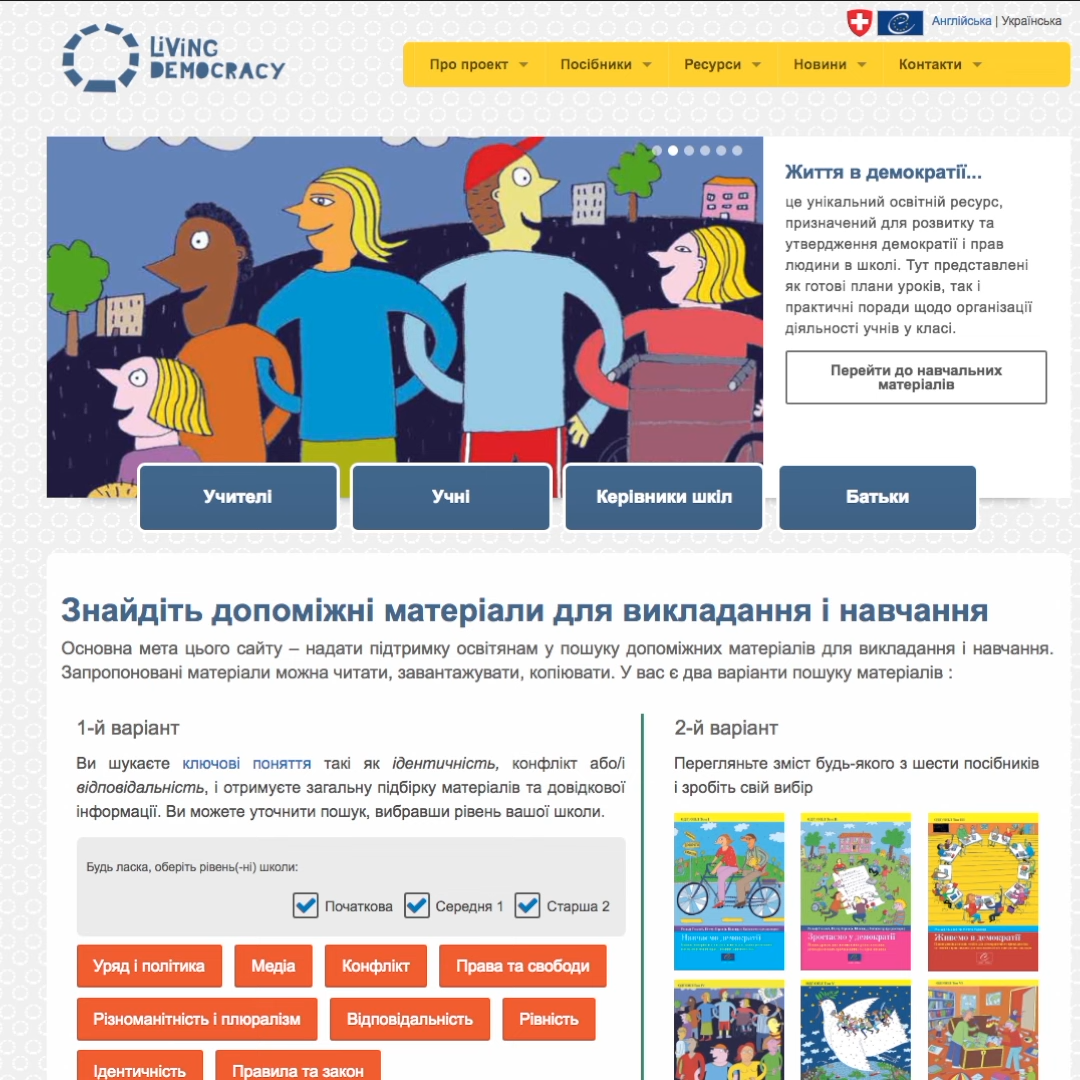 LiViNG
DEMOCRACY
Англійська | Українська
Про проект
Посібники
Ресурси
Новини
Контакти
Життя в демократії...
це унікальний освітній ресурс,
призначений для розвитку та
утвердження демократії і прав
людини в школі. Тут представлені
як готові плани уроків, так і
практичні поради щодо організації
діяльності учнів у класі.
Перейти до навчальних
матеріалів
Учителі
Учні
Керівники шкіл
Батьки
Знайдіть допоміжні матеріали для викладання і навчання
Основна мета цього сайту – надати підтримку освітянам у пошуку допоміжних матеріалів для викладання і навчання.
Запропоновані матеріали можна читати, завантажувати, копіювати. У вас є два варіанти пошуку матеріалів :
1-й варіант
Ви шукаєте ключові поняття такі як ідентичність, конфлікт або/і
відповідальність, і отримуєте загальну підбірку матеріалів та довідкової
інформації. Ви можете уточнити пошук, вибравши рівень вашої школи.
Будь ласка, оберіть рівень(-ні) школи:
Початкова
Середня 1
Старша 2
Уряд і політика
Медіа
Конфлікт
Права та свободи
Різноманітність і плюралізм
Відповідальність
Рівність
Ідентичність
Правила та закон
2-й варіант
Перегляньте зміст будь-якого з шести посібників
і зробіть свій вибір
Навчаємо демократії
Зростаємо у демократії
Живемо в демократії